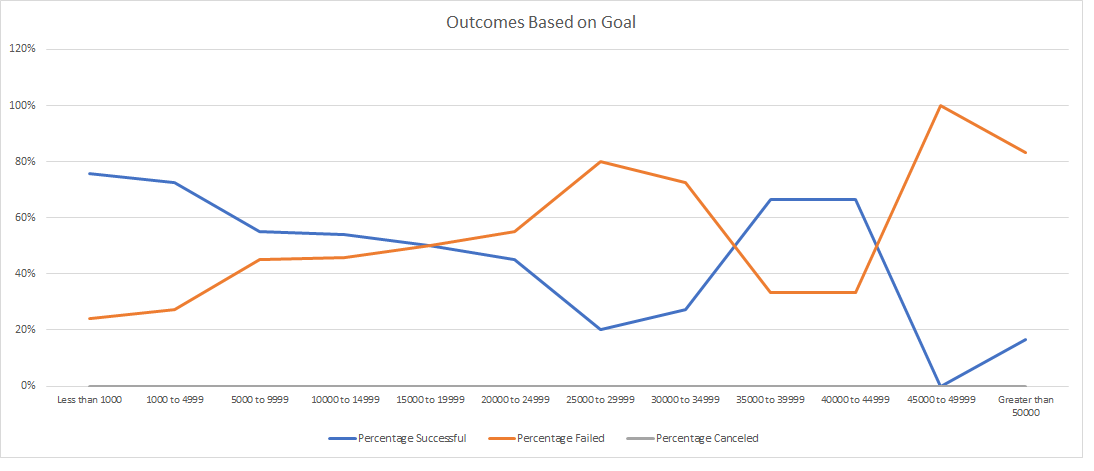 Outcomes Based on Goal
120%
100%
80%
60%
40%
20%
0%
Less than 1000 1000 to 4999 5000 to 9999 10000 to 14999 15000 to 19999 20000 to 24999 25000 to 29999 30000 to 34999 35000 to 39999 40000 to 44999 45000 to 49999 Greater than
50000
Percentage Successful Percentage Failed Percentage Canceled